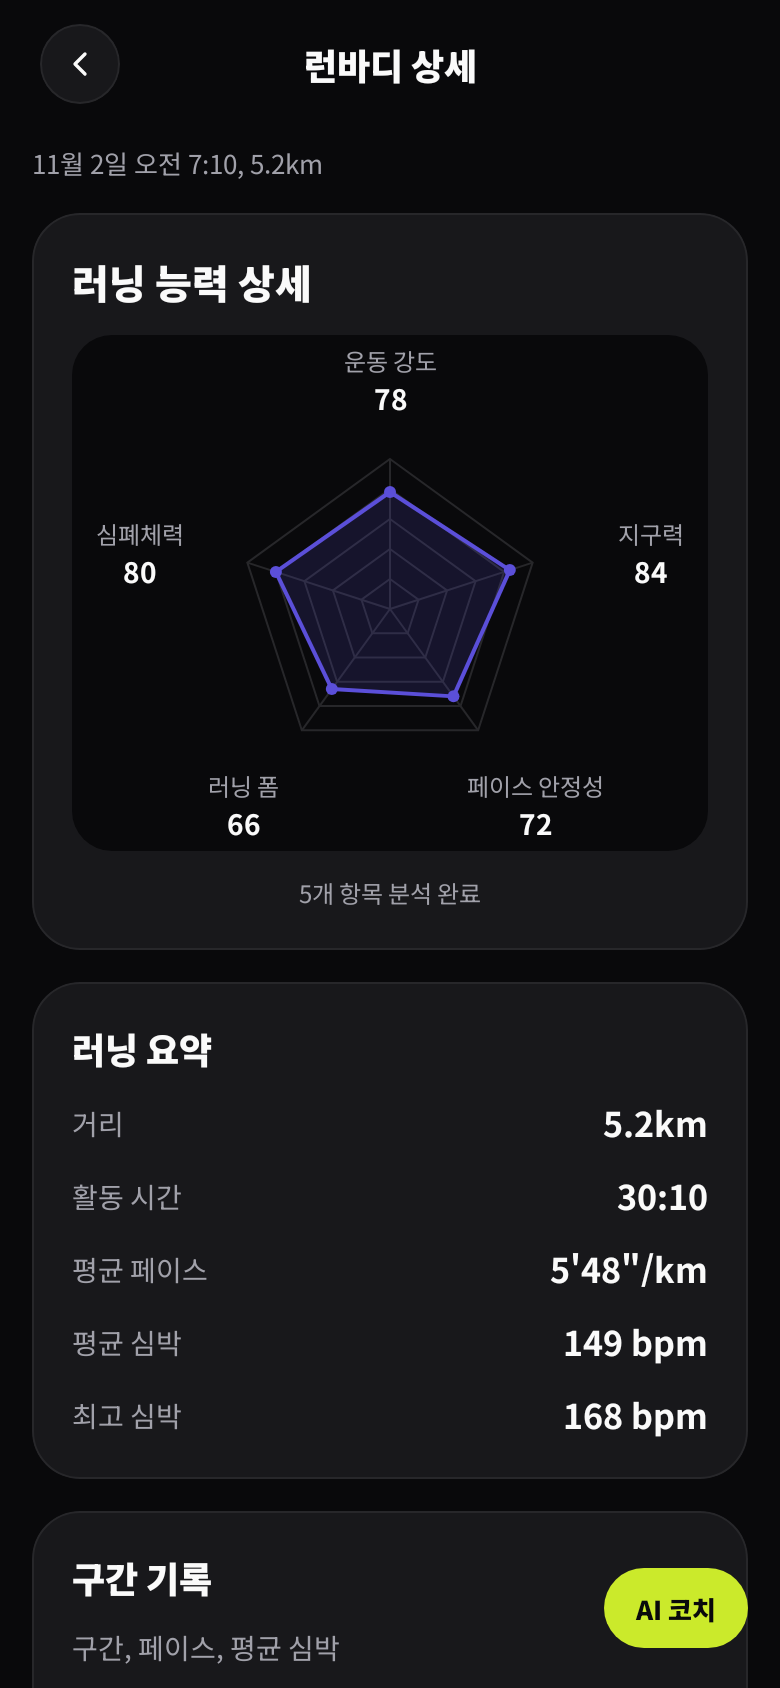 런바디 상세
11월 2일 오전 7:10, 5.2km
러닝 능력 상세
운동 강도
78
심폐체력
80
지구력
84
러닝 폼
66
페이스 안정성
72
5개 항목 분석 완료
러닝 요약
거리 5.2km
활동 시간 30:10
평균 페이스 5'48"/km
평균 심박 149 bpm
최고 심박 168 bpm
구간 기록
AI 코치
구간, 페이스, 평균 심박